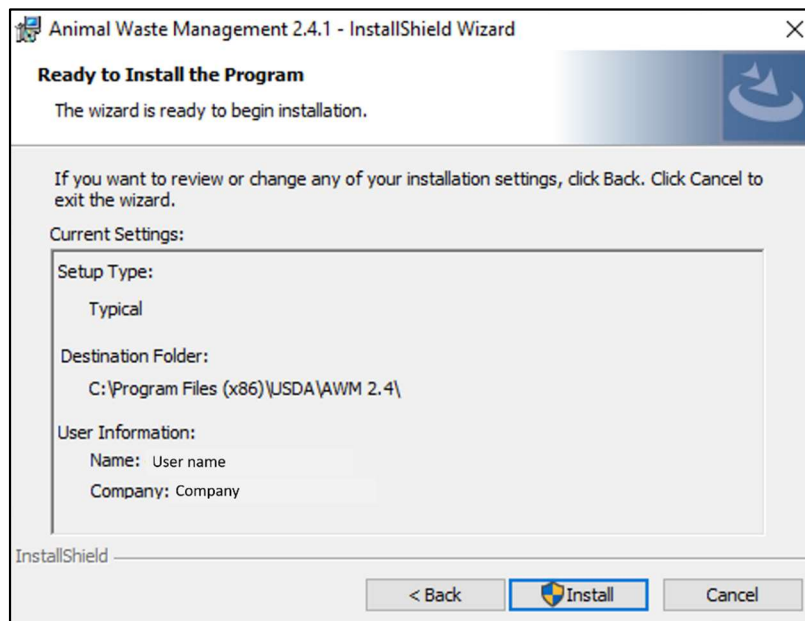 Animal Waste Management 2.4.1 - InstallShield Wizard
Ready to Install the Program
The wizard is ready to begin installation.
If you want to review or change any of your installation settings, click Back. Click Cancel to
exit the wizard.
Current Settings:
Setup Type:
Typical
Destination Folder:
C:\Program Files (x86)\USDA\AWM 2.4\
User Information:
Name: User name
Company: Company
InstallShield
< Back
Install
Cancel